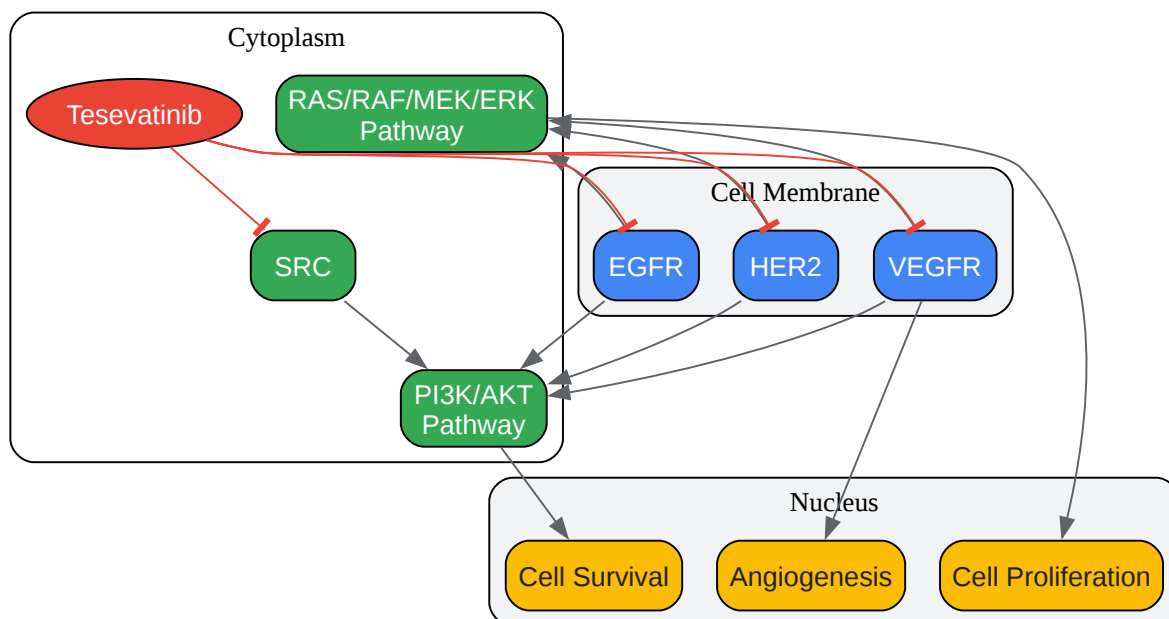 Cytoplasm
Tesevatinib
RAS/RAF/MEK/ERK
Pathway
Cell Membrane
SRC
EGFR
HER2
VEGFR
PI3K/AKT
Pathway
Nucleus
Cell Survival
Angiogenesis
Cell Proliferation